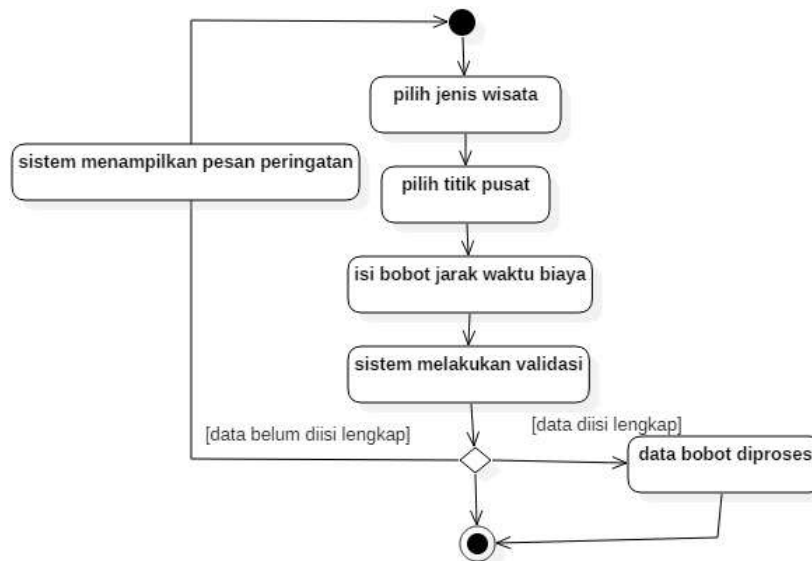 pilih jenis wisata
sistem menampilkan pesan peringatan
pilih titik pusat
isi bobot jarak waktu biaya
sistem melakukan validasi
[data belum diisi lengkap]
[data diisi lengkap]
data bobot diproses